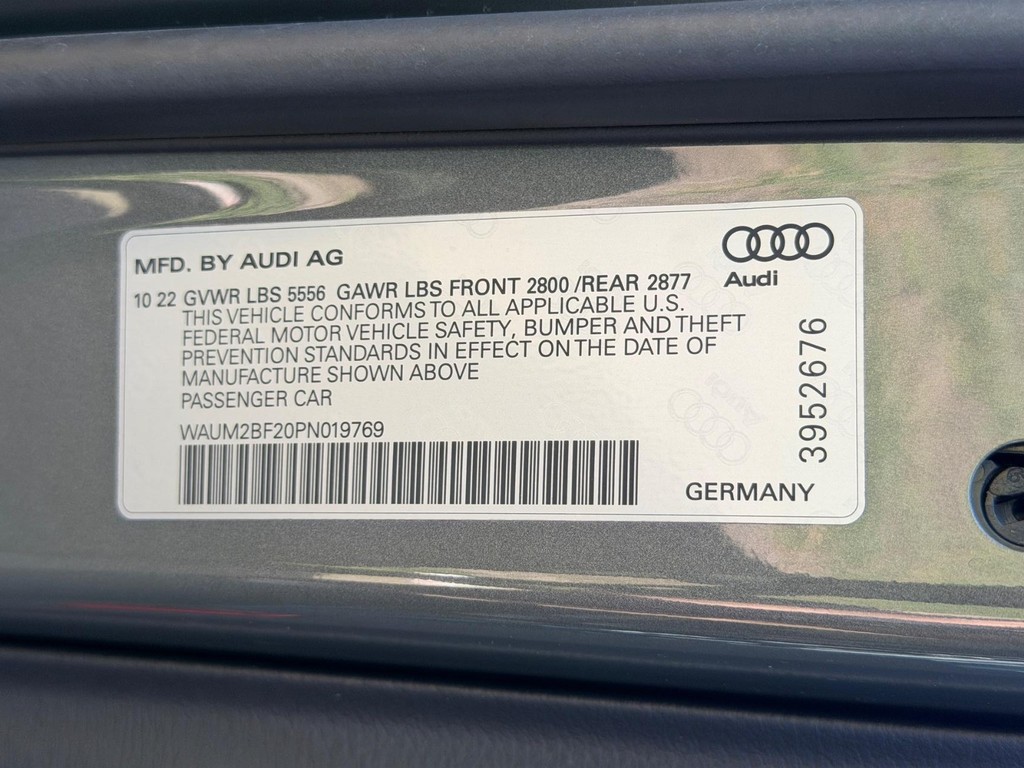 MFD. BY AUDI AG
Audi
10 22 GVWR LBS 5556 GAWR LBS FRONT 2800 /REAR 2877
THIS VEHICLE CONFORMS TO ALL APPLICABLE U.S.
FEDERAL MOTOR VEHICLE SAFETY, BUMPER AND THEFT
PREVENTION STANDARDS IN EFFECT ON THE DATE OF
MANUFACTURE SHOWN ABOVE
PASSENGER CAR
WAUM2BF20PN019769
GERMANY
3952676